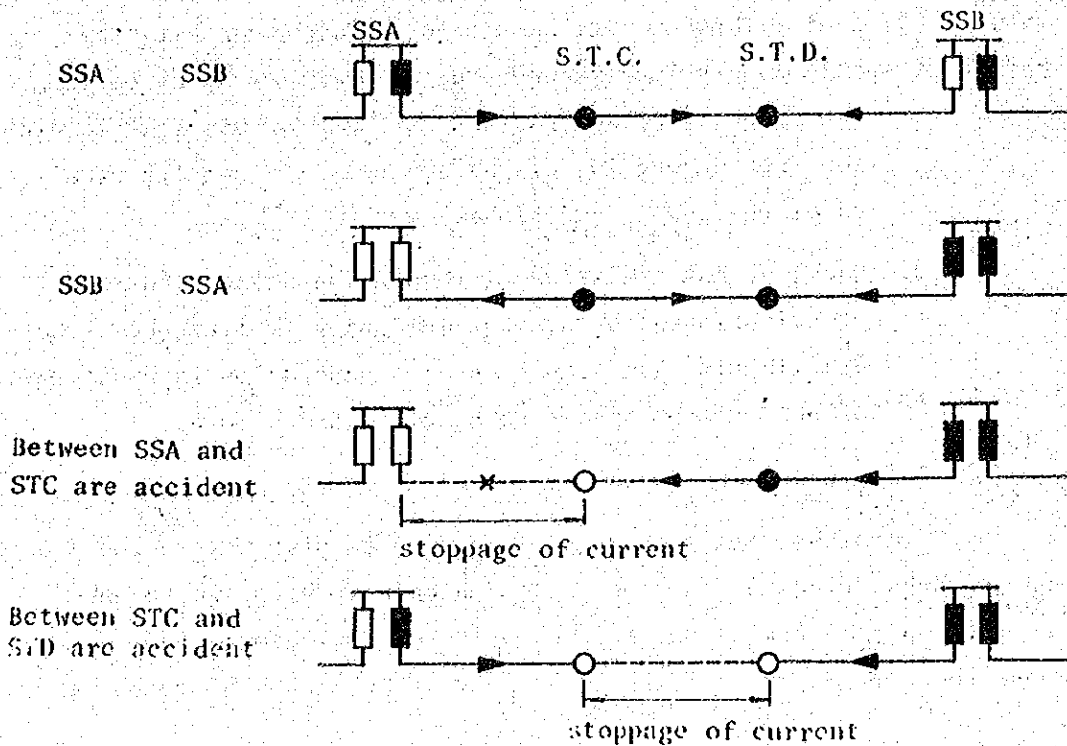 SSA
SSB
S.T.C.
S.T.D.
SSA SSB
SSB SSA
Between SSA and
STC are accident
stoppage of current
Between STC and
S.TD are accident
stoppage of current